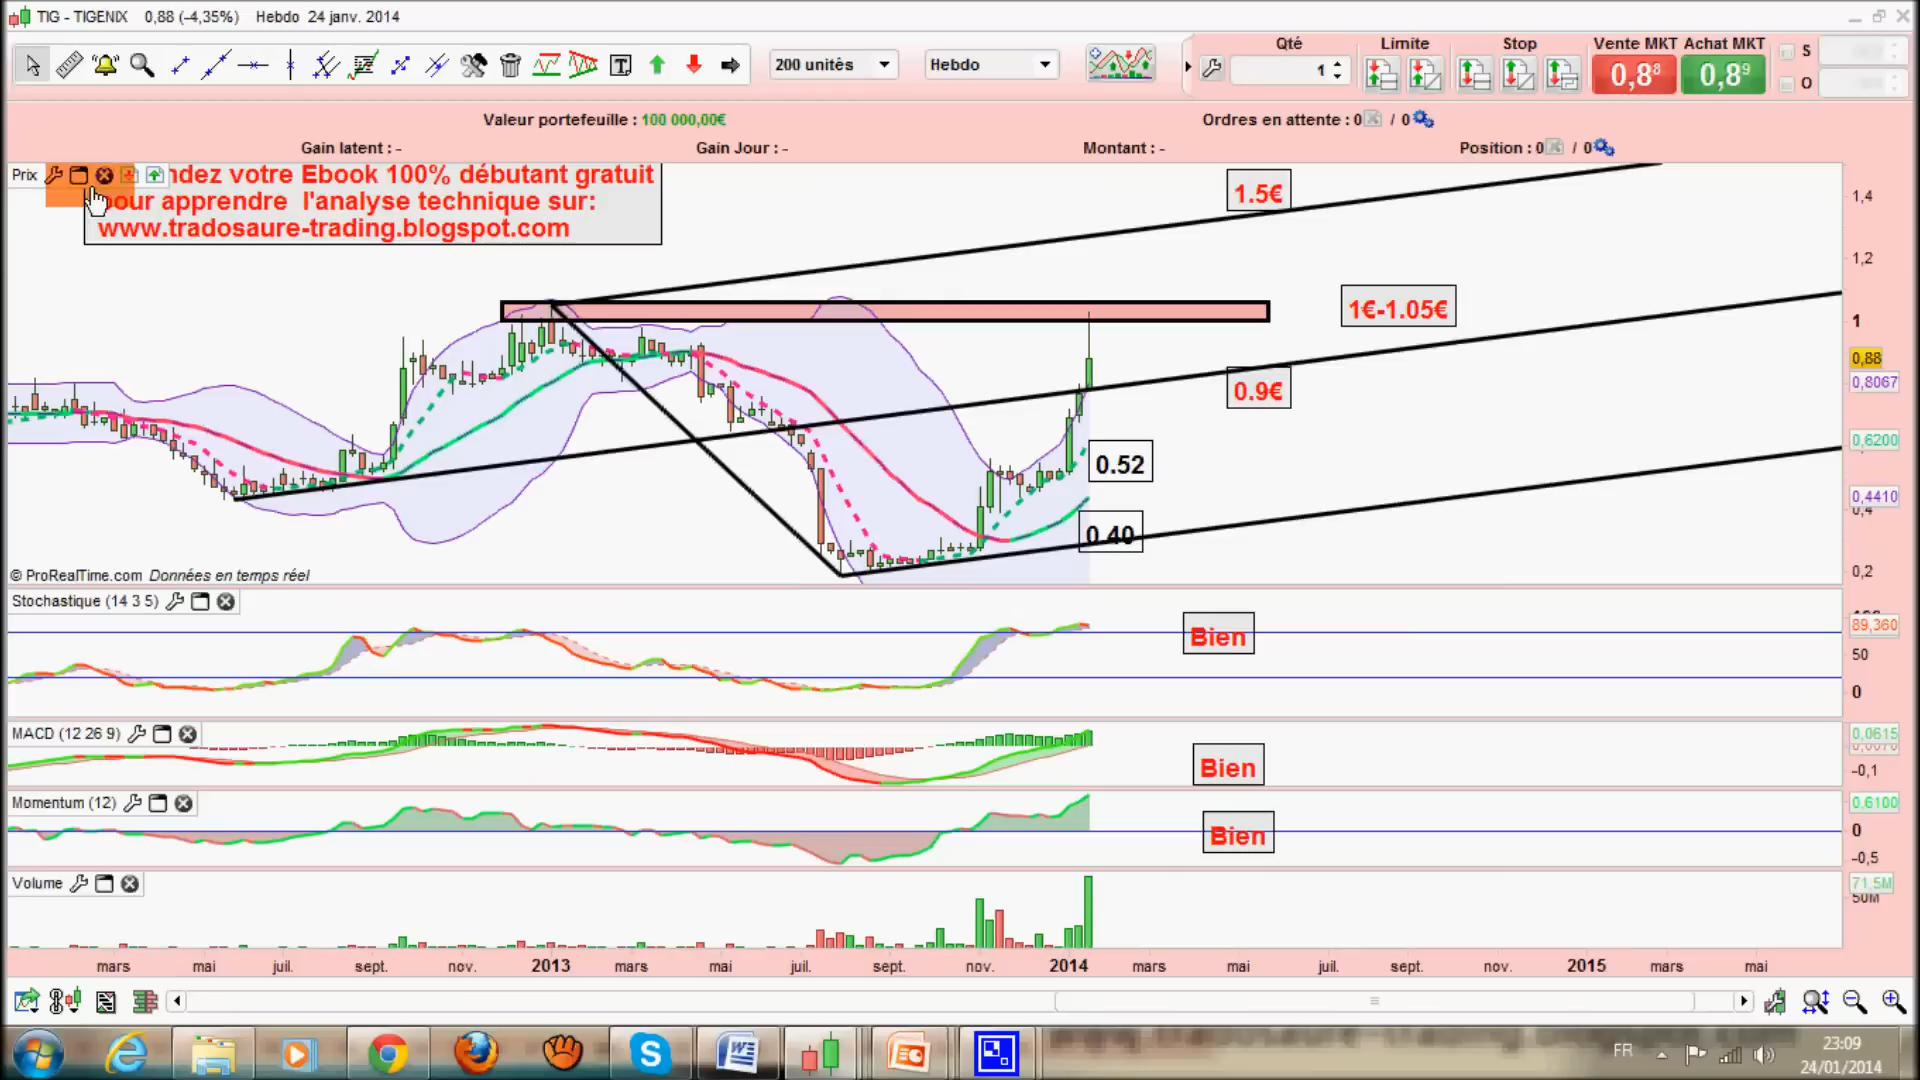 TIG - TIGENIX 0,88 (-4,35%) Hebdo 24 janv. 2014
200 unités
Hebdo
Qté
1
Limite
Stop
Vente MKT
0,8⁸
Achat MKT
0,8⁹
S
O
Valeur portefeuille : 100 000,00€
Ordres en attente : 0 / 0
Gain latent : -
Gain Jour : -
Montant : -
Position : 0 / 0
Prix
ndez votre Ebook 100% débutant gratuit
pour apprendre l'analyse technique sur:
www.tradosaure-trading.blogspot.com
1.5€
1€-1.05€
0.9€
0.52
0.40
1,4
1,2
1
0,88
0,8067
0,6200
0,4410
0,4
0,2
© ProRealTime.com Données en temps réel
Stochastique (14 3 5)
Bien
89,360
50
0
MACD (12 26 9)
Bien
0,0615
-0,1
Momentum (12)
Bien
0,6100
0
-0,5
Volume
71,5M
50M
mars mai juil. sept. nov. 2013 mars mai juil. sept. nov. 2014 mars mai juil. sept. nov. 2015 mars mai
FR
23:09
24/01/2014